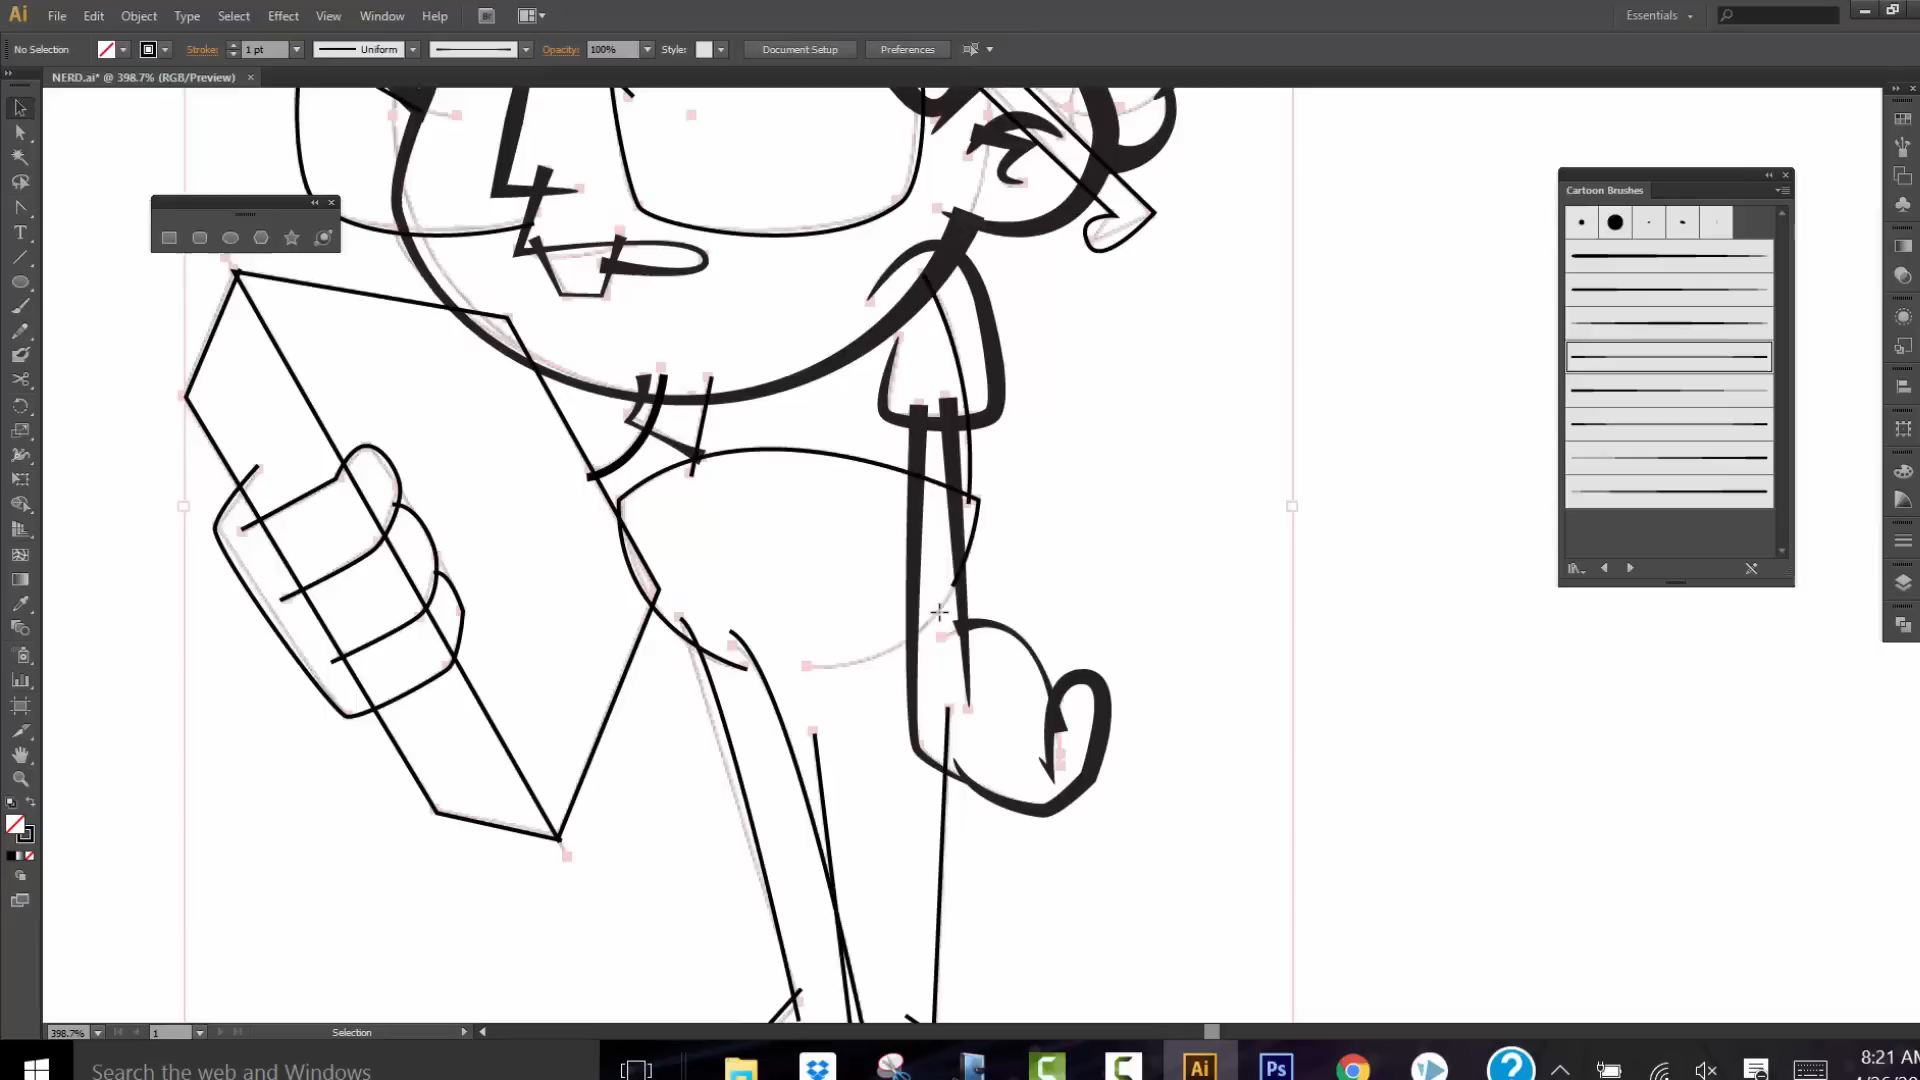 Ai File Edit Object Type Select Effect View Window Help Br Essentials
No Selection Stroke: 1 pt Uniform Opacity: 100% Style: Document Setup Preferences
NERD.ai* @ 398.7% (RGB/Preview)
Cartoon Brushes
398.7% 1 Selection
Search the web and Windows Ai Ps 8:21 AM